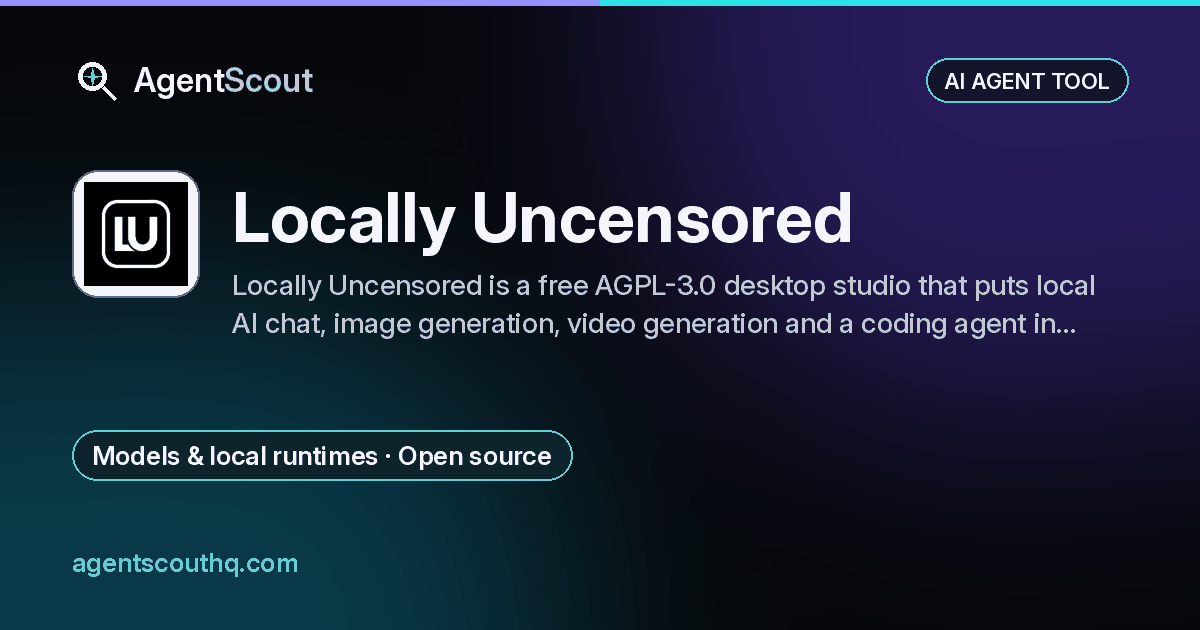 AgentScout
AI AGENT TOOL
LU
Locally Uncensored
Locally Uncensored is a free AGPL-3.0 desktop studio that puts local
AI chat, image generation, video generation and a coding agent in...
Models & local runtimes · Open source
agentscouthq.com